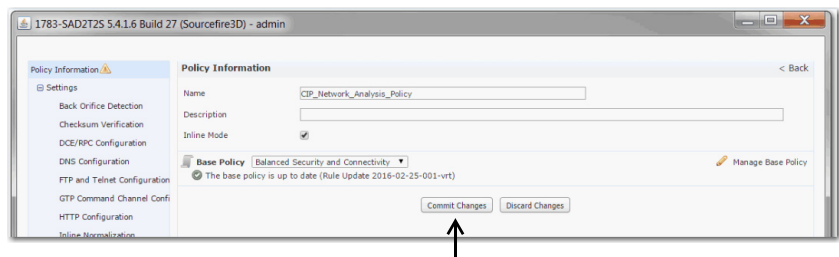 1783-SAD2T2S 5.4.1.6 Build 27 (Sourcefire3D) - admin
Policy Information
Settings
Back Orifice Detection
Checksum Verification
DCE/RPC Configuration
DNS Configuration
FTP and Telnet Configuration
GTP Command Channel Confi
HTTP Configuration
Inline Normalization
Policy Information
< Back
Name
CIP_Network_Analysis_Policy
Description
Inline Mode
Base Policy Balanced Security and Connectivity
Manage Base Policy
The base policy is up to date (Rule Update 2016-02-25-001-vrt)
Commit Changes
Discard Changes